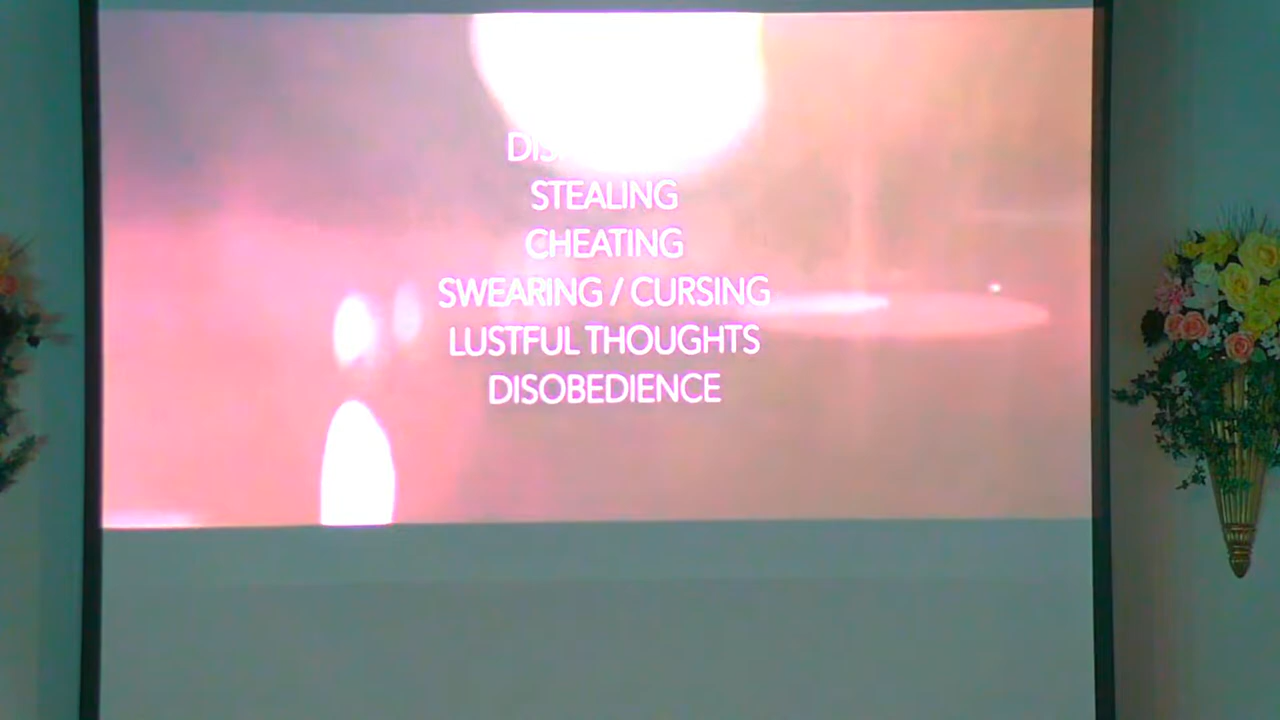 STEALING
CHEATING
SWEARING / CURSING
LUSTFUL THOUGHTS
DISOBEDIENCE